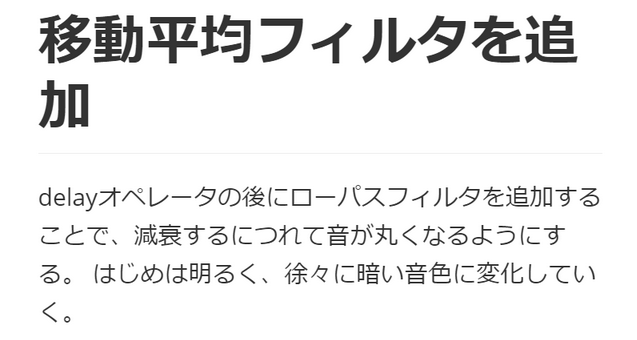 移動平均フィルタを追
加
delayオペレータの後にローパスフィルタを追加する
ことで、減衰するにつれて音が丸くなるようにす
る。 はじめは明るく、徐々に暗い音色に変化してい
く。